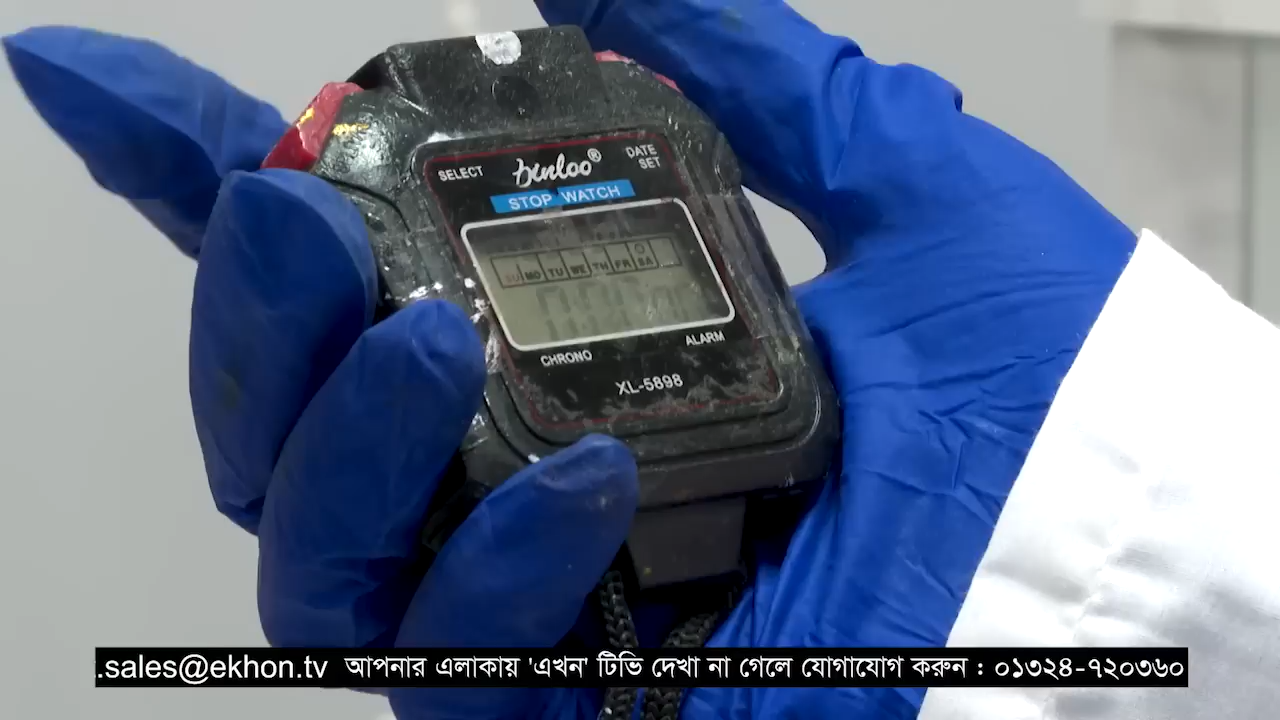 SELECT
binloo®
DATE
SET
STOP WATCH
SU MO TU WE TH FR SA
CHRONO
ALARM
XL-5898
.sales@ekhon.tv আপনার এলাকায় 'এখন' টিভি দেখা না গেলে যোগাযোগ করুন : ০১৩২৪-৭২০৩৬০